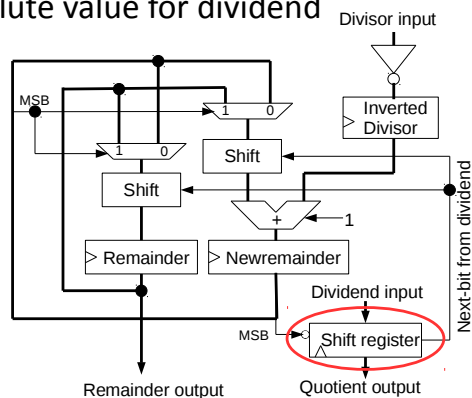 lute value for dividend
Divisor input
MSB
1 0
Inverted
Divisor
1 0
Shift
Shift
+
1
Remainder
Newremainder
Next-bit from dividend
Dividend input
MSB
Shift register
Remainder output
Quotient output